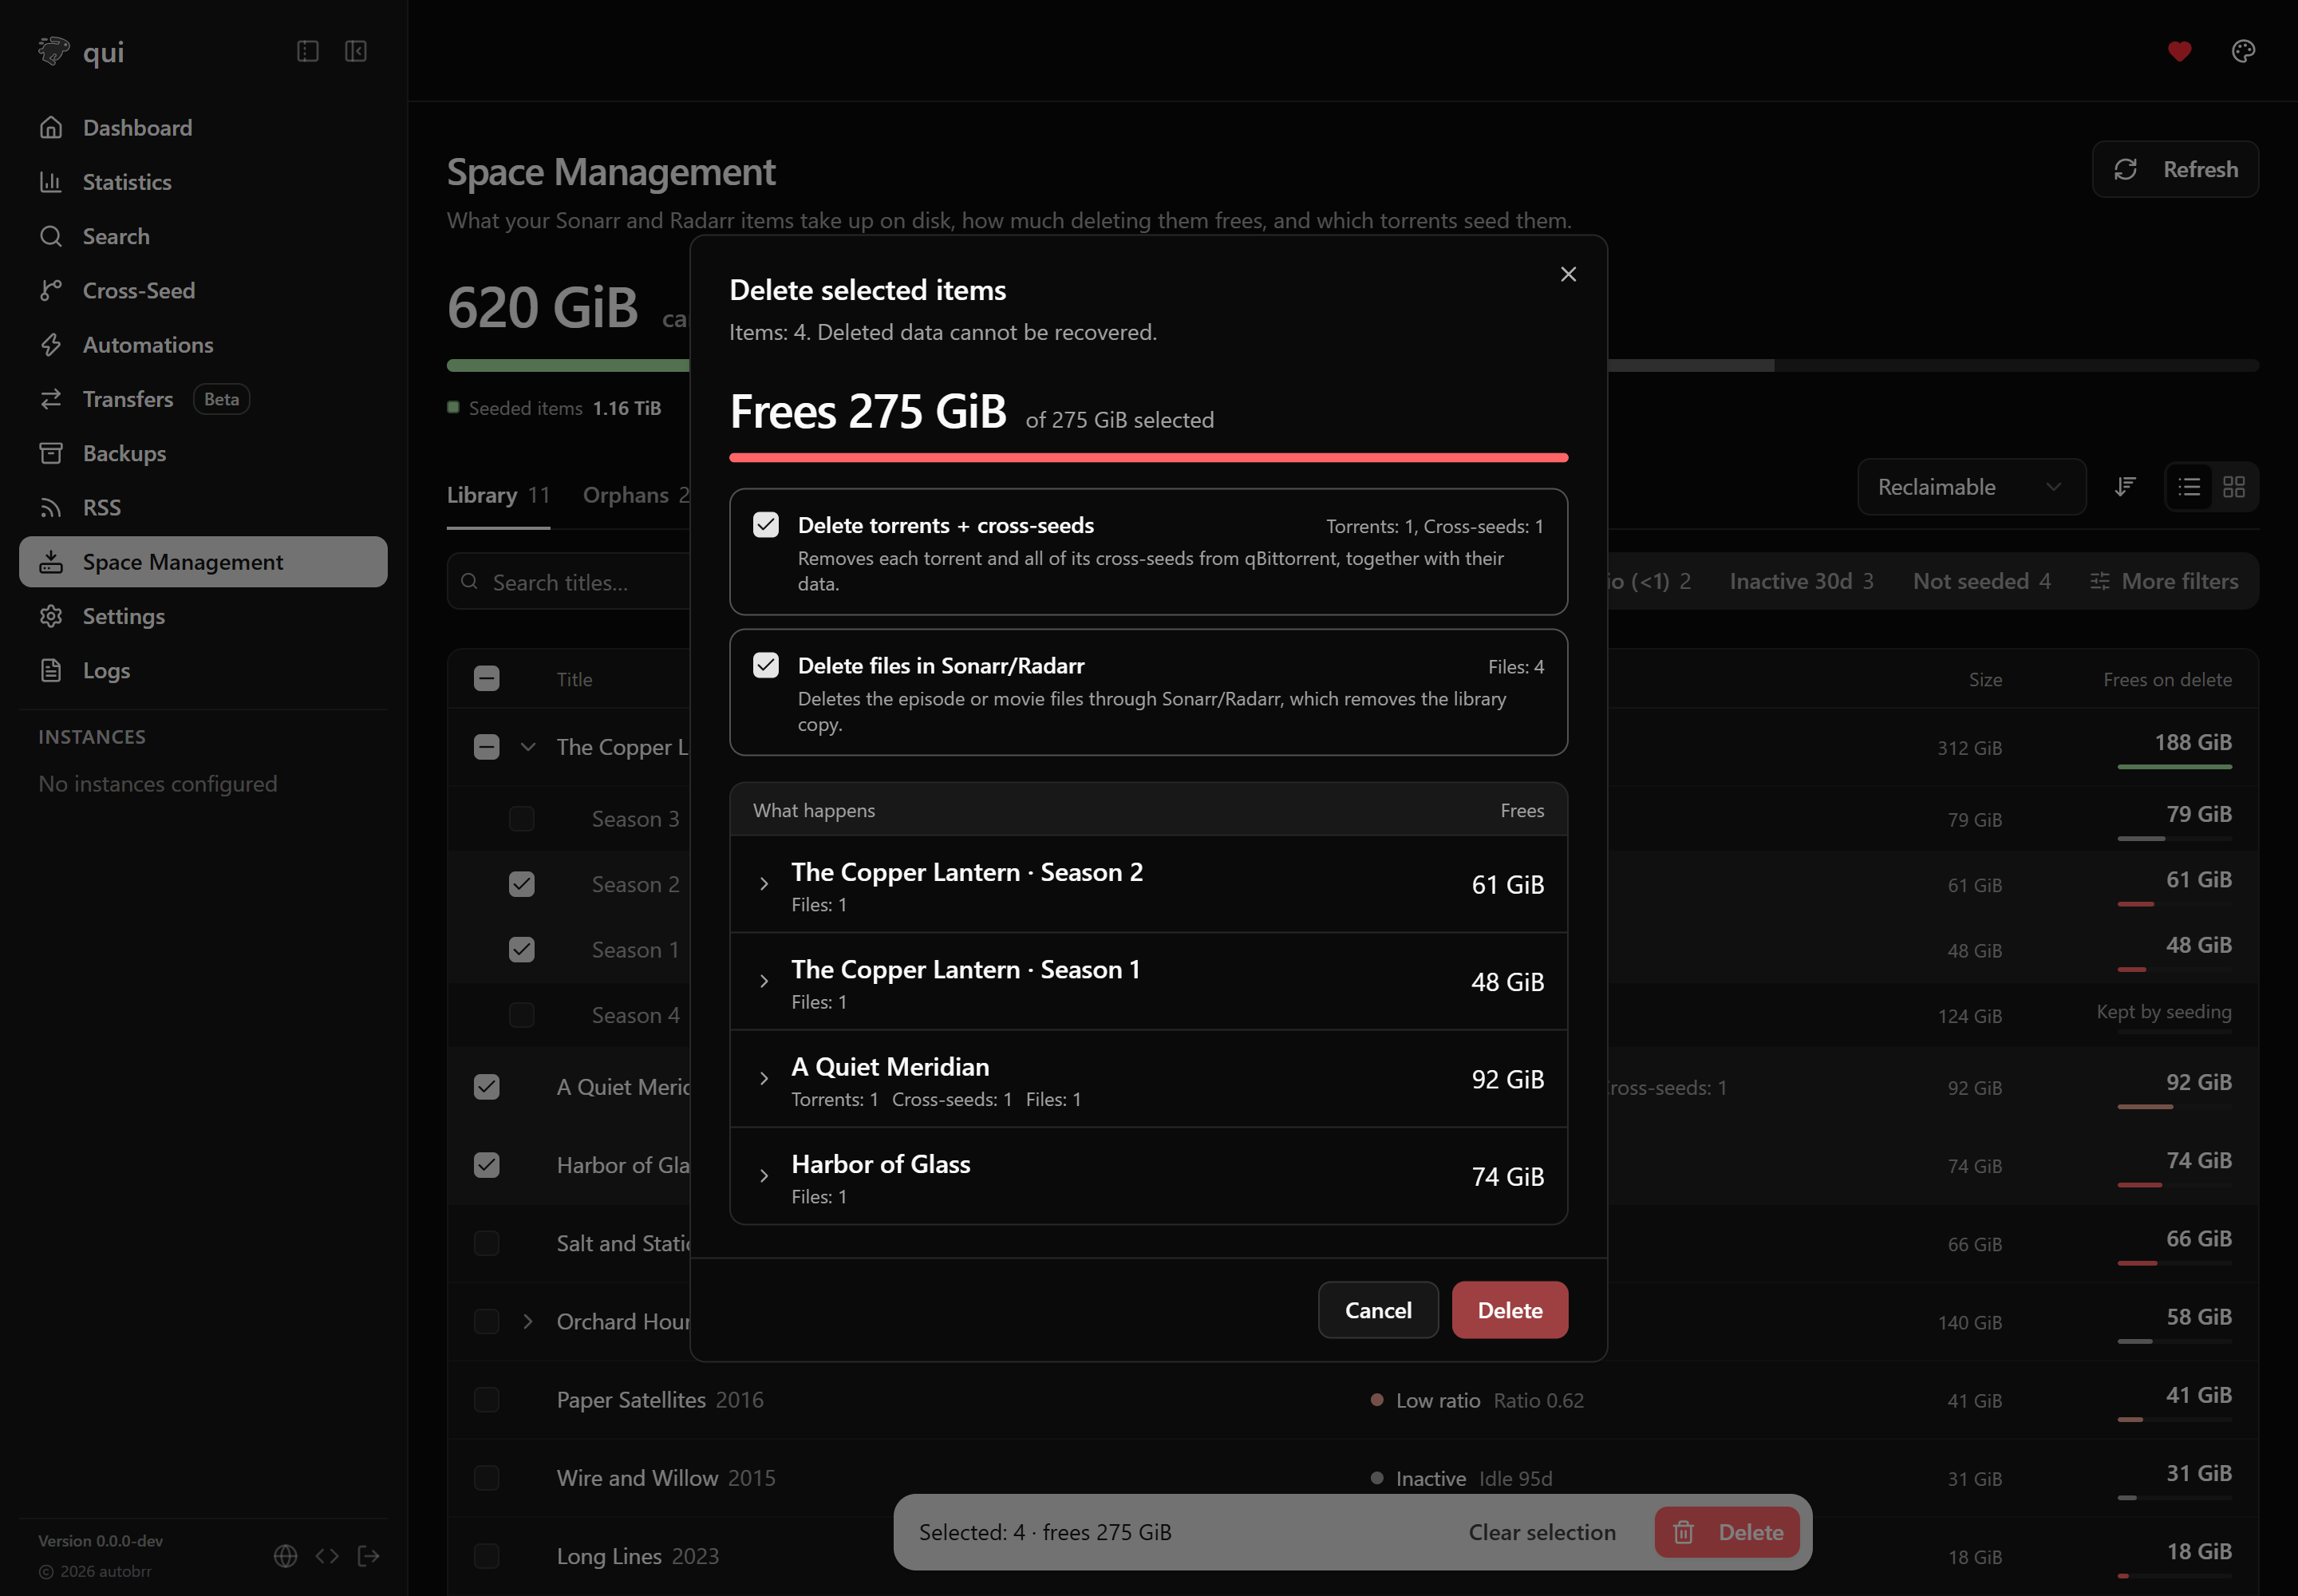 qui
Dashboard
Statistics
Search
Cross-Seed
Automations
Transfers Beta
Backups
RSS
Space Management
Settings
Logs
INSTANCES
No instances configured
Version 0.0.0-dev
© 2026 autobrr
Space Management
Refresh
What your Sonarr and Radarr items take up on disk, how much deleting them frees, and which torrents seed them.
620 GiB
Seeded items 1.16 TiB
Library 11 Orphans 2
Reclaimable
Search titles...
(<1) 2 Inactive 30d 3 Not seeded 4 More filters
Title Size Frees on delete
The Copper L 312 GiB 188 GiB
Season 3 79 GiB 79 GiB
Season 2 61 GiB 61 GiB
Season 1 48 GiB 48 GiB
Season 4 124 GiB Kept by seeding
A Quiet Meri Cross-seeds: 1 92 GiB 92 GiB
Harbor of Gla 74 GiB 74 GiB
Salt and Stati 66 GiB 66 GiB
Orchard Hour 140 GiB 58 GiB
Paper Satellites 2016 Low ratio Ratio 0.62 41 GiB 41 GiB
Wire and Willow 2015 Inactive Idle 95d 31 GiB 31 GiB
Long Lines 2023 18 GiB 18 GiB
Selected: 4 · frees 275 GiB Clear selection Delete
Delete selected items
Items: 4. Deleted data cannot be recovered.
Frees 275 GiB of 275 GiB selected
Delete torrents + cross-seeds Torrents: 1, Cross-seeds: 1
Removes each torrent and all of its cross-seeds from qBittorrent, together with their
data.
Delete files in Sonarr/Radarr Files: 4
Deletes the episode or movie files through Sonarr/Radarr, which removes the library
copy.
What happens Frees
The Copper Lantern · Season 2 61 GiB
Files: 1
The Copper Lantern · Season 1 48 GiB
Files: 1
A Quiet Meridian 92 GiB
Torrents: 1 Cross-seeds: 1 Files: 1
Harbor of Glass 74 GiB
Files: 1
Cancel Delete